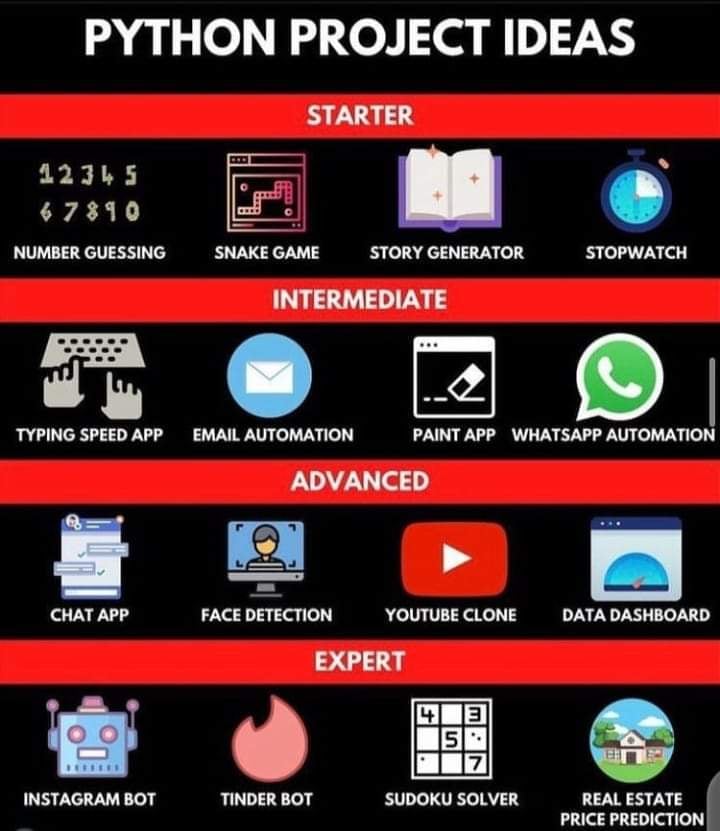 PYTHON PROJECT IDEAS
STARTER
1 2 3 4 5
6 7 8 9 0
NUMBER GUESSING
SNAKE GAME
STORY GENERATOR
STOPWATCH
INTERMEDIATE
TYPING SPEED APP
EMAIL AUTOMATION
PAINT APP
WHATSAPP AUTOMATION
ADVANCED
CHAT APP
FACE DETECTION
YOUTUBE CLONE
DATA DASHBOARD
EXPERT
4 3
5
7
INSTAGRAM BOT
TINDER BOT
SUDOKU SOLVER
REAL ESTATE
PRICE PREDICTION